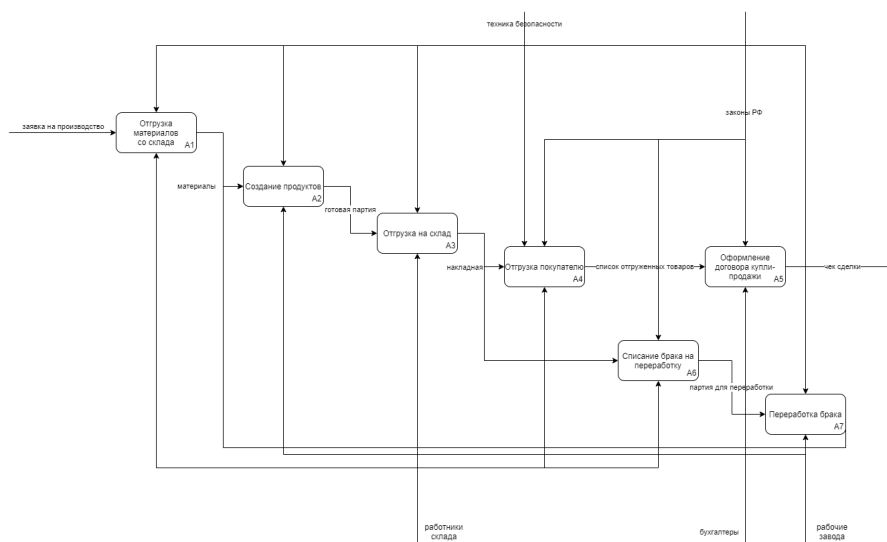 техника безопасности
законы РФ
заявка на производство
Отгрузка
материалов
со склада
A1
материалы
Создание продуктов
A2
готовая партия
Отгрузка на склад
A3
накладная
Отгрузка покупателю
A4
список отгруженных товаров
Оформление
договора купли-
продажи
A5
чек сделки
Списание брака на
переработку
A6
партия для переработки
Переработка брака
A7
работники
склада
бухгалтеры
рабочие
завода